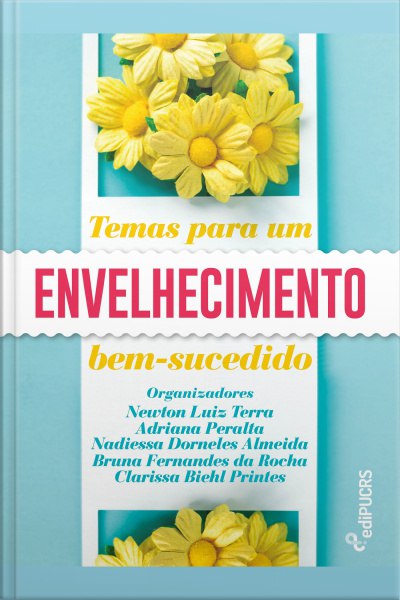 Temas para um
ENVELHECIMENTO
bem-sucedido
Organizadores
Newton Luiz Terra
Adriana Peralta
Nadiessa Dorneles Almeida
Bruna Fernandes da Rocha
Clarissa Biehl Printes
ediPUCRS